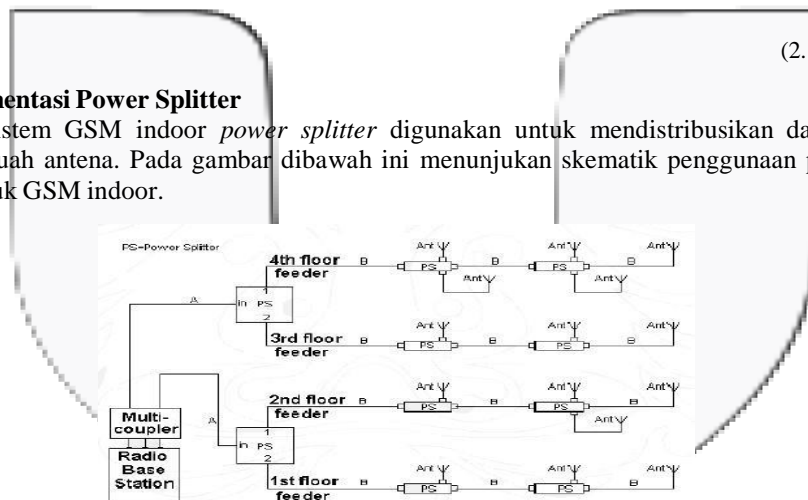 (2.
nentasi Power Splitter
istem GSM indoor power splitter digunakan untuk mendistribusikan da
uah antena. Pada gambar dibawah ini menunjukan skematik penggunaan p
uk GSM indoor.
PS=Power Splitter
4th floor feeder B Ant PS Ant B Ant PS Ant B Ant
A in PS 1 2
3rd floor feeder B Ant PS B Ant PS B Ant
2nd floor feeder B Ant PS B Ant PS Ant B Ant
Multi-coupler A in PS 1 2
Radio Base Station
1st floor feeder B Ant PS B Ant PS B Ant